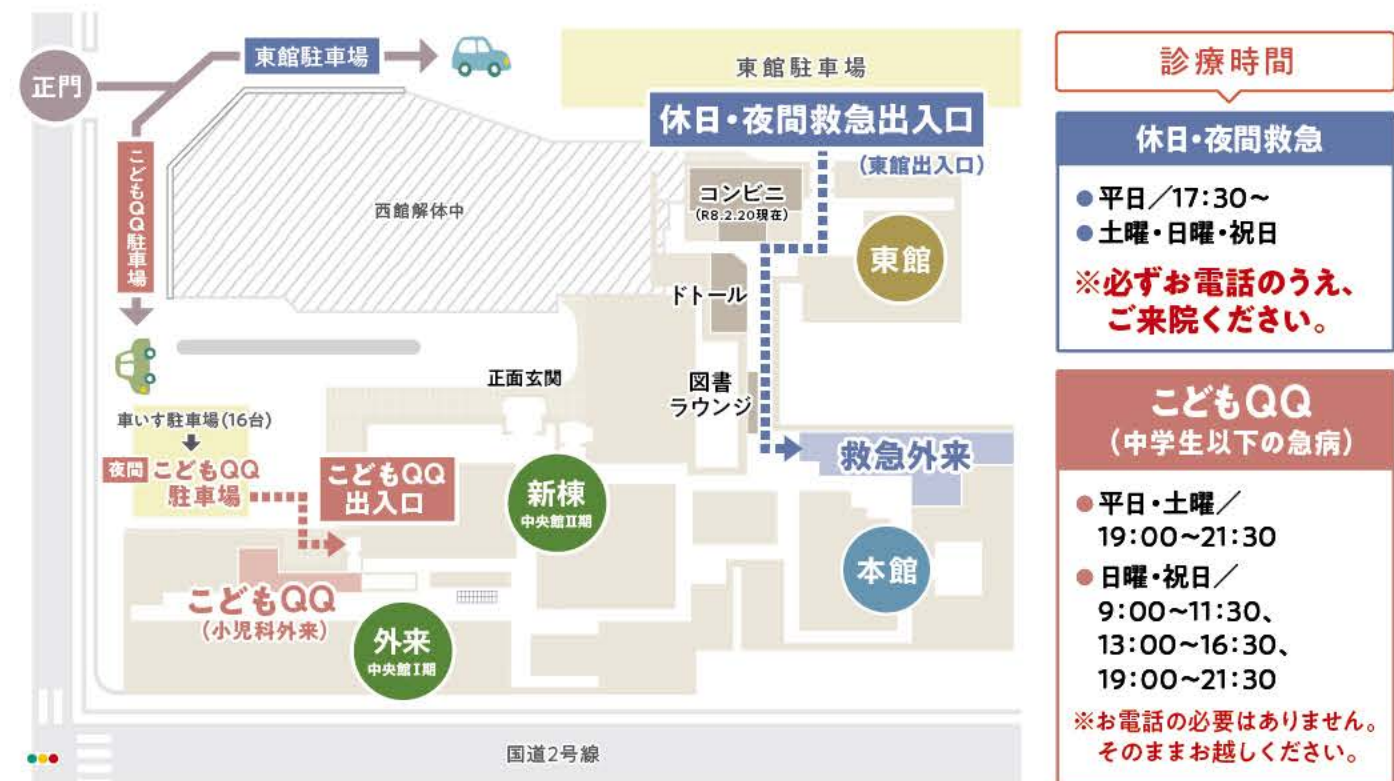 正門
東館駐車場
こどもQQ駐車場
東館駐車場
休日・夜間救急出入口
(東館出入口)
西館解体中
コンビニ
(R8.2.20現在)
東館
ドトール
正面玄関
図書
ラウンジ
車いす駐車場(16台)
夜間 こどもQQ
駐車場
こどもQQ
出入口
新棟
中央館Ⅱ期
救急外来
本館
こどもQQ
(小児科外来)
外来
中央館Ⅰ期
国道2号線
診療時間
休日・夜間救急
●平日/17:30~
●土曜・日曜・祝日
※必ずお電話のうえ、
ご来院ください。
こどもQQ
(中学生以下の急病)
●平日・土曜/
19:00~21:30
●日曜・祝日/
9:00~11:30、
13:00~16:30、
19:00~21:30
※お電話の必要はありません。
そのままお越しください。